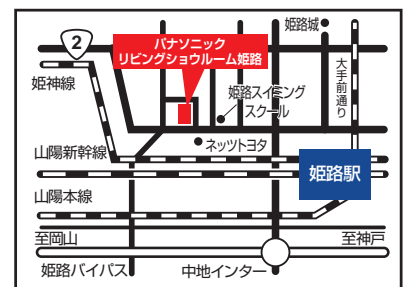 姫路城
2
パナソニック
リビングショウルーム姫路
大手前通り
姫神線
姫路スイミング
スクール
ネッツトヨタ
山陽新幹線
姫路駅
山陽本線
至岡山
至神戸
姫路バイパス
中地インター